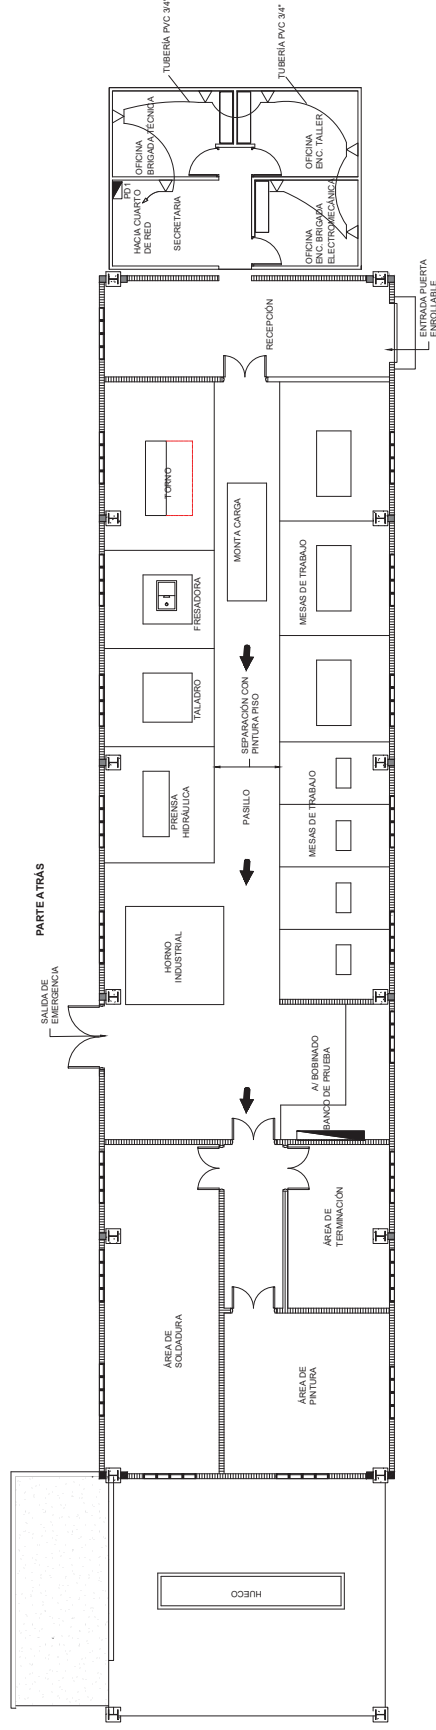 TUBERÍA PVC 3/4"
TUBERÍA PVC 3/4"
OFICINA
BRIGADA TÉCNICA
OFICINA
ENC. TALLER
PD1
HACIA CUARTO
DE RED
SECRETARIA
OFICINA
ENC. BRIGADA
ELECTROMECÁNICA
RECEPCIÓN
ENTRADA PUERTA
ENROLLABLE
TORNO
MONTA CARGA
FRESADORA
MESAS DE TRABAJO
TALADRO
SEPARACIÓN CON
PINTURA PISO
PRENSA
HIDRÁULICA
PASILLO
MESAS DE TRABAJO
PARTE ATRÁS
HORNO
INDUSTRIAL
SALIDA DE
EMERGENCIA
A/ BOBINADO
BANCO DE PRUEBA
ÁREA DE
TERMINACIÓN
ÁREA DE
SOLDADURA
ÁREA DE
PINTURA
HUECO